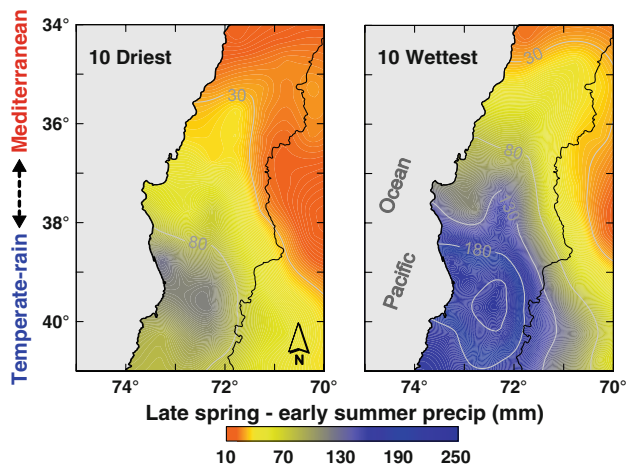 Temperate-rain Mediterranean
34°
36°
38°
40°
10 Driest
30
80
N
74°
72°
70°
10 Wettest
30
80
180
Ocean
Pacific
74°
72°
70°
Late spring - early summer precip (mm)
10 70 130 190 250